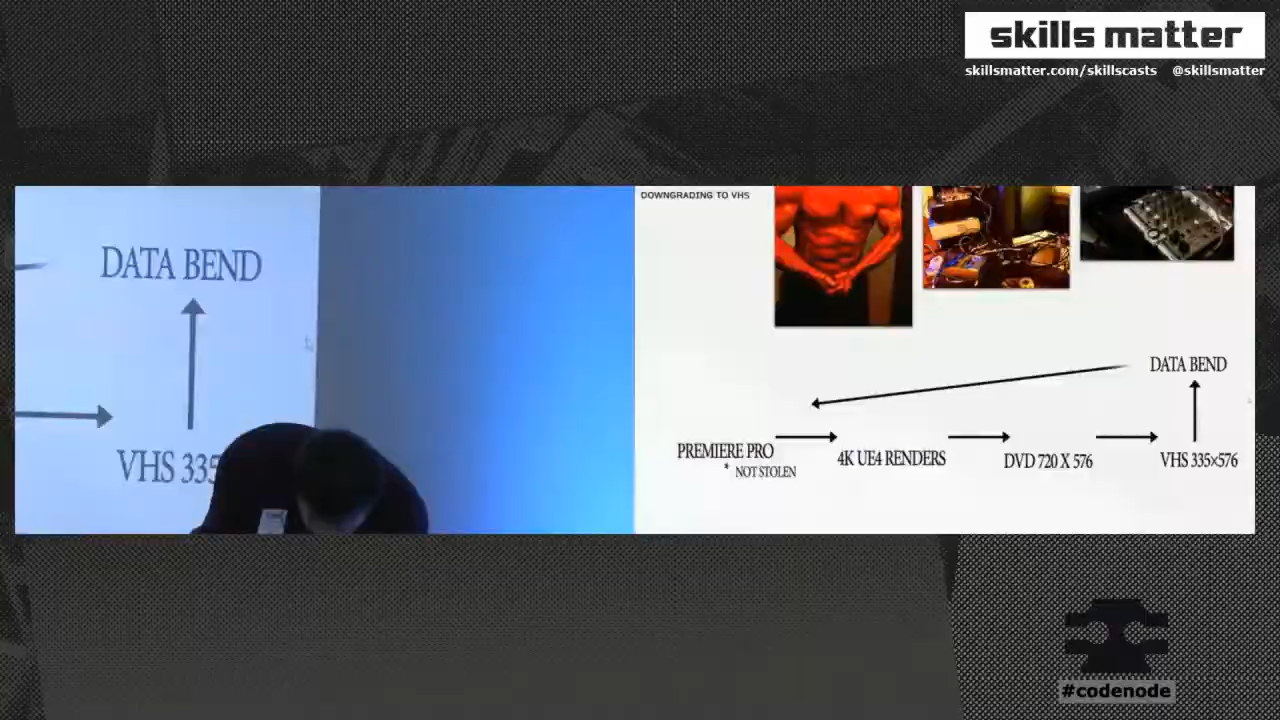 skills matter
skillsmatter.com/skillscasts @skillsmatter
DATA BEND
VHS 335
DOWNGRADING TO VHS
DATA BEND
PREMIERE PRO
* NOT STOLEN
4K UE4 RENDERS
DVD 720 X 576
VHS 335×576
#codenode